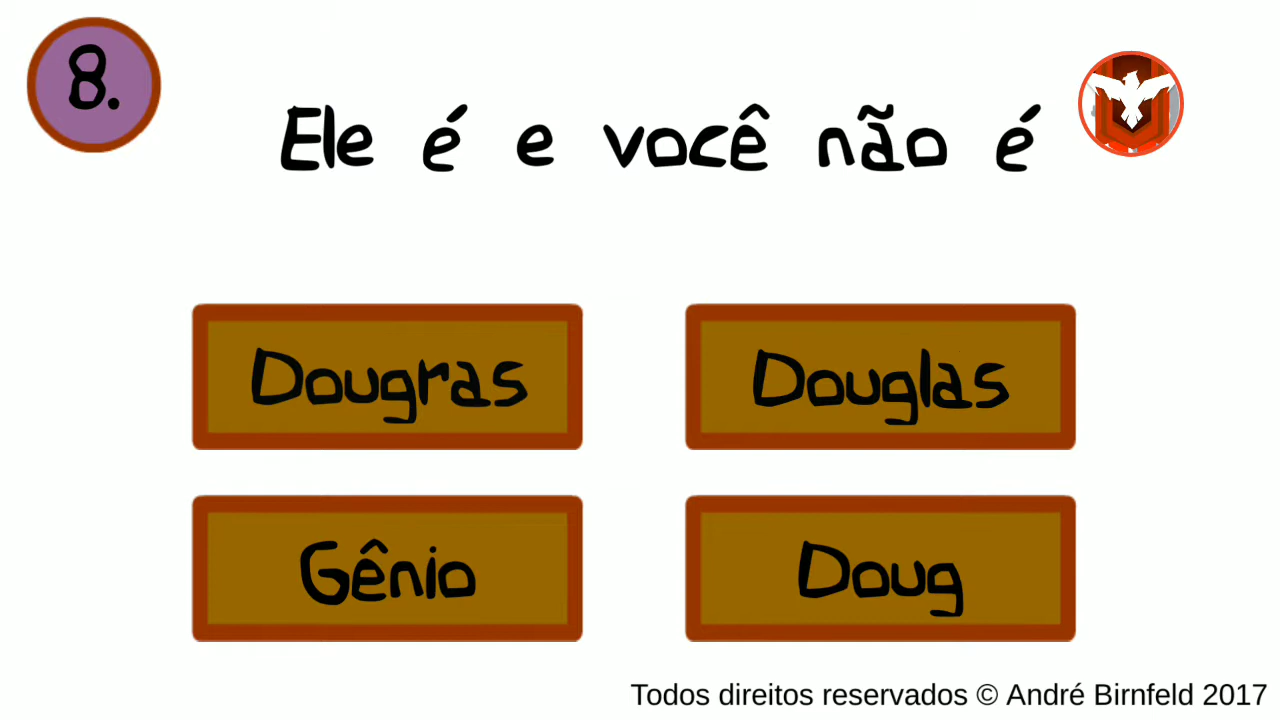 8.
Ele é e você não é
Dougras
Douglas
Gênio
Doug
Todos direitos reservados © André Birnfeld 2017